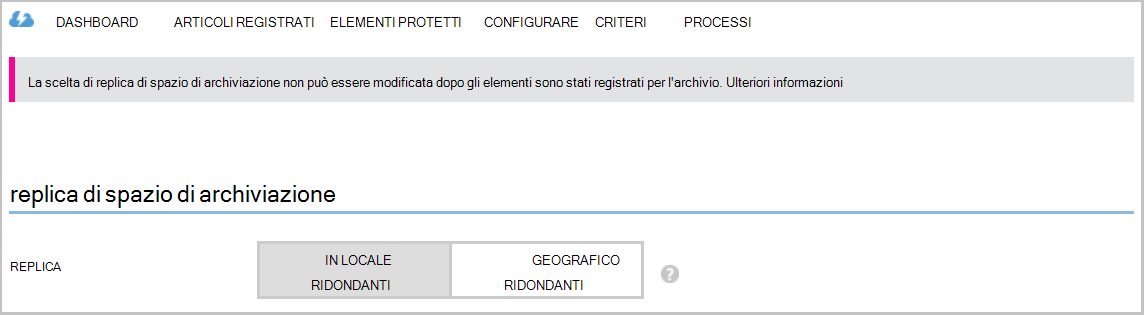 DASHBOARD ARTICOLI REGISTRATI ELEMENTI PROTETTI CONFIGURARE CRITERI PROCESSI
La scelta di replica di spazio di archiviazione non può essere modificata dopo gli elementi sono stati registrati per l'archivio. Ulteriori informazioni
replica di spazio di archiviazione
REPLICA
IN LOCALE
RIDONDANTI
GEOGRAFICO
RIDONDANTI
?